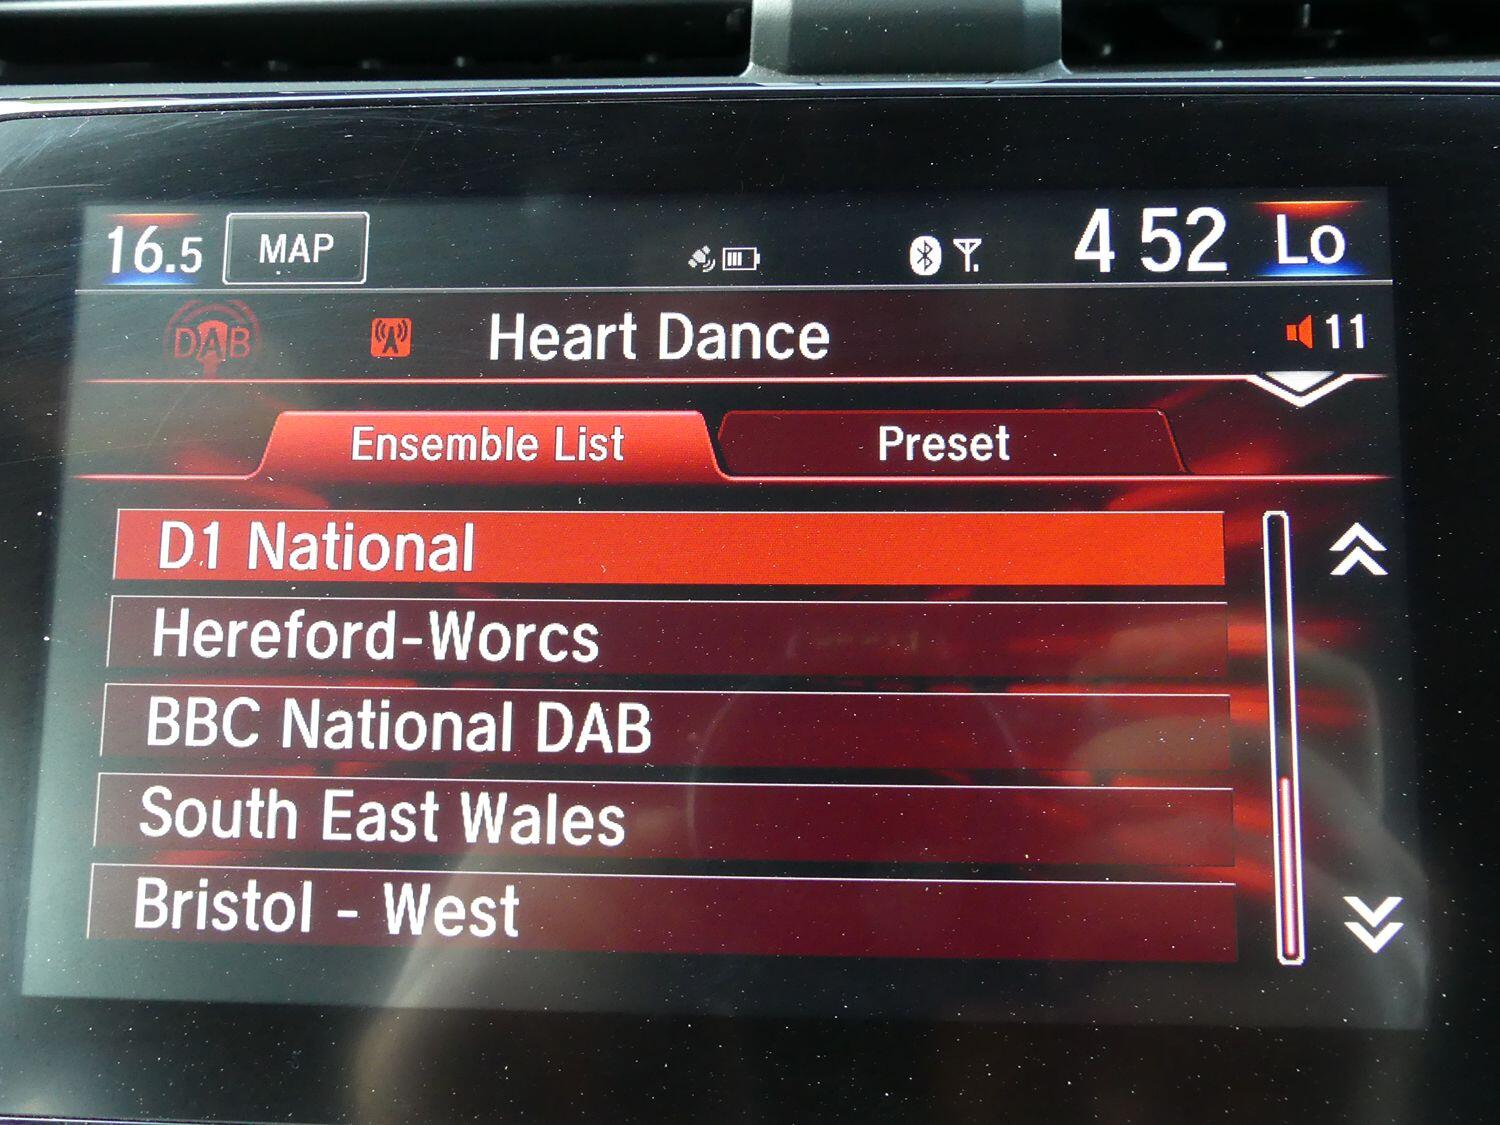 16.5 MAP 4 52 Lo
DAB Heart Dance 11
Ensemble List Preset
D1 National
Hereford-Worcs
BBC National DAB
South East Wales
Bristol - West